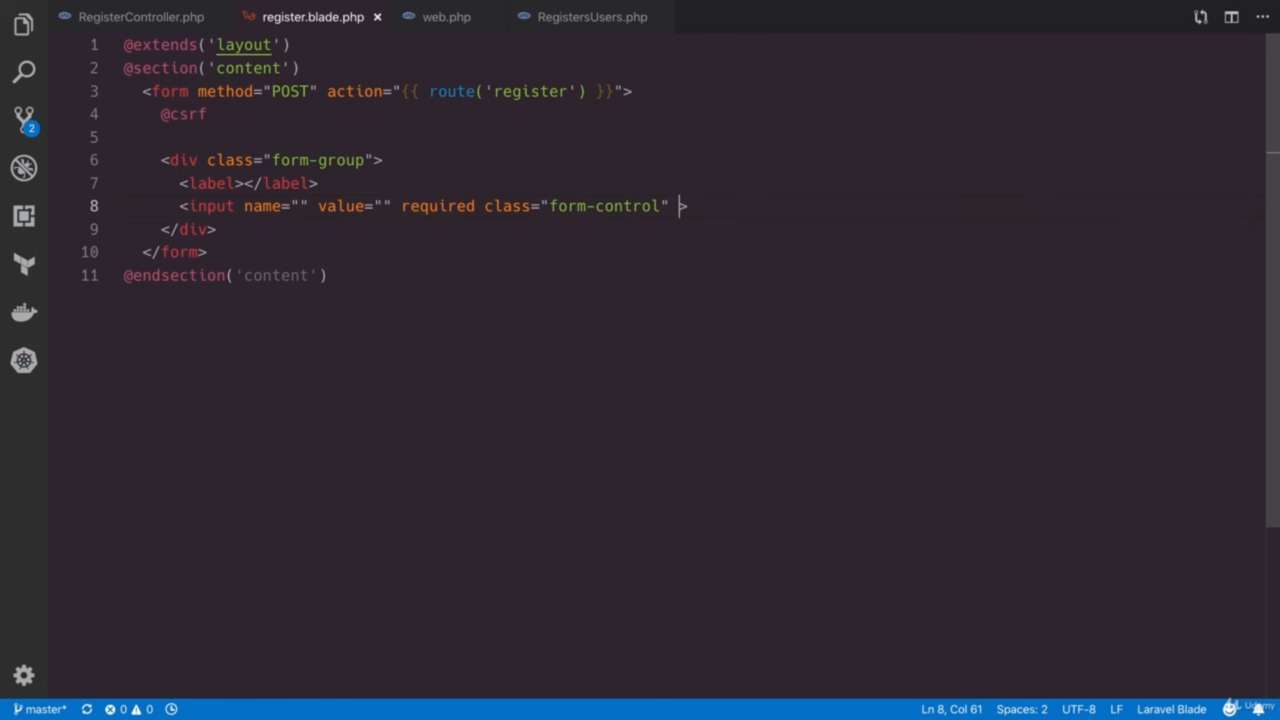 RegisterController.php register.blade.php × web.php RegistersUsers.php
1 @extends('layout')
2 @section('content')
3 <form method="POST" action="{{ route('register') }}">
4 @csrf
5
6 <div class="form-group">
7 <label></label>
8 <input name="" value="" required class="form-control" >
9 </div>
10 </form>
11 @endsection('content')
2
master* 0 0 Ln 8, Col 61 Spaces: 2 UTF-8 LF Laravel Blade
Udemy